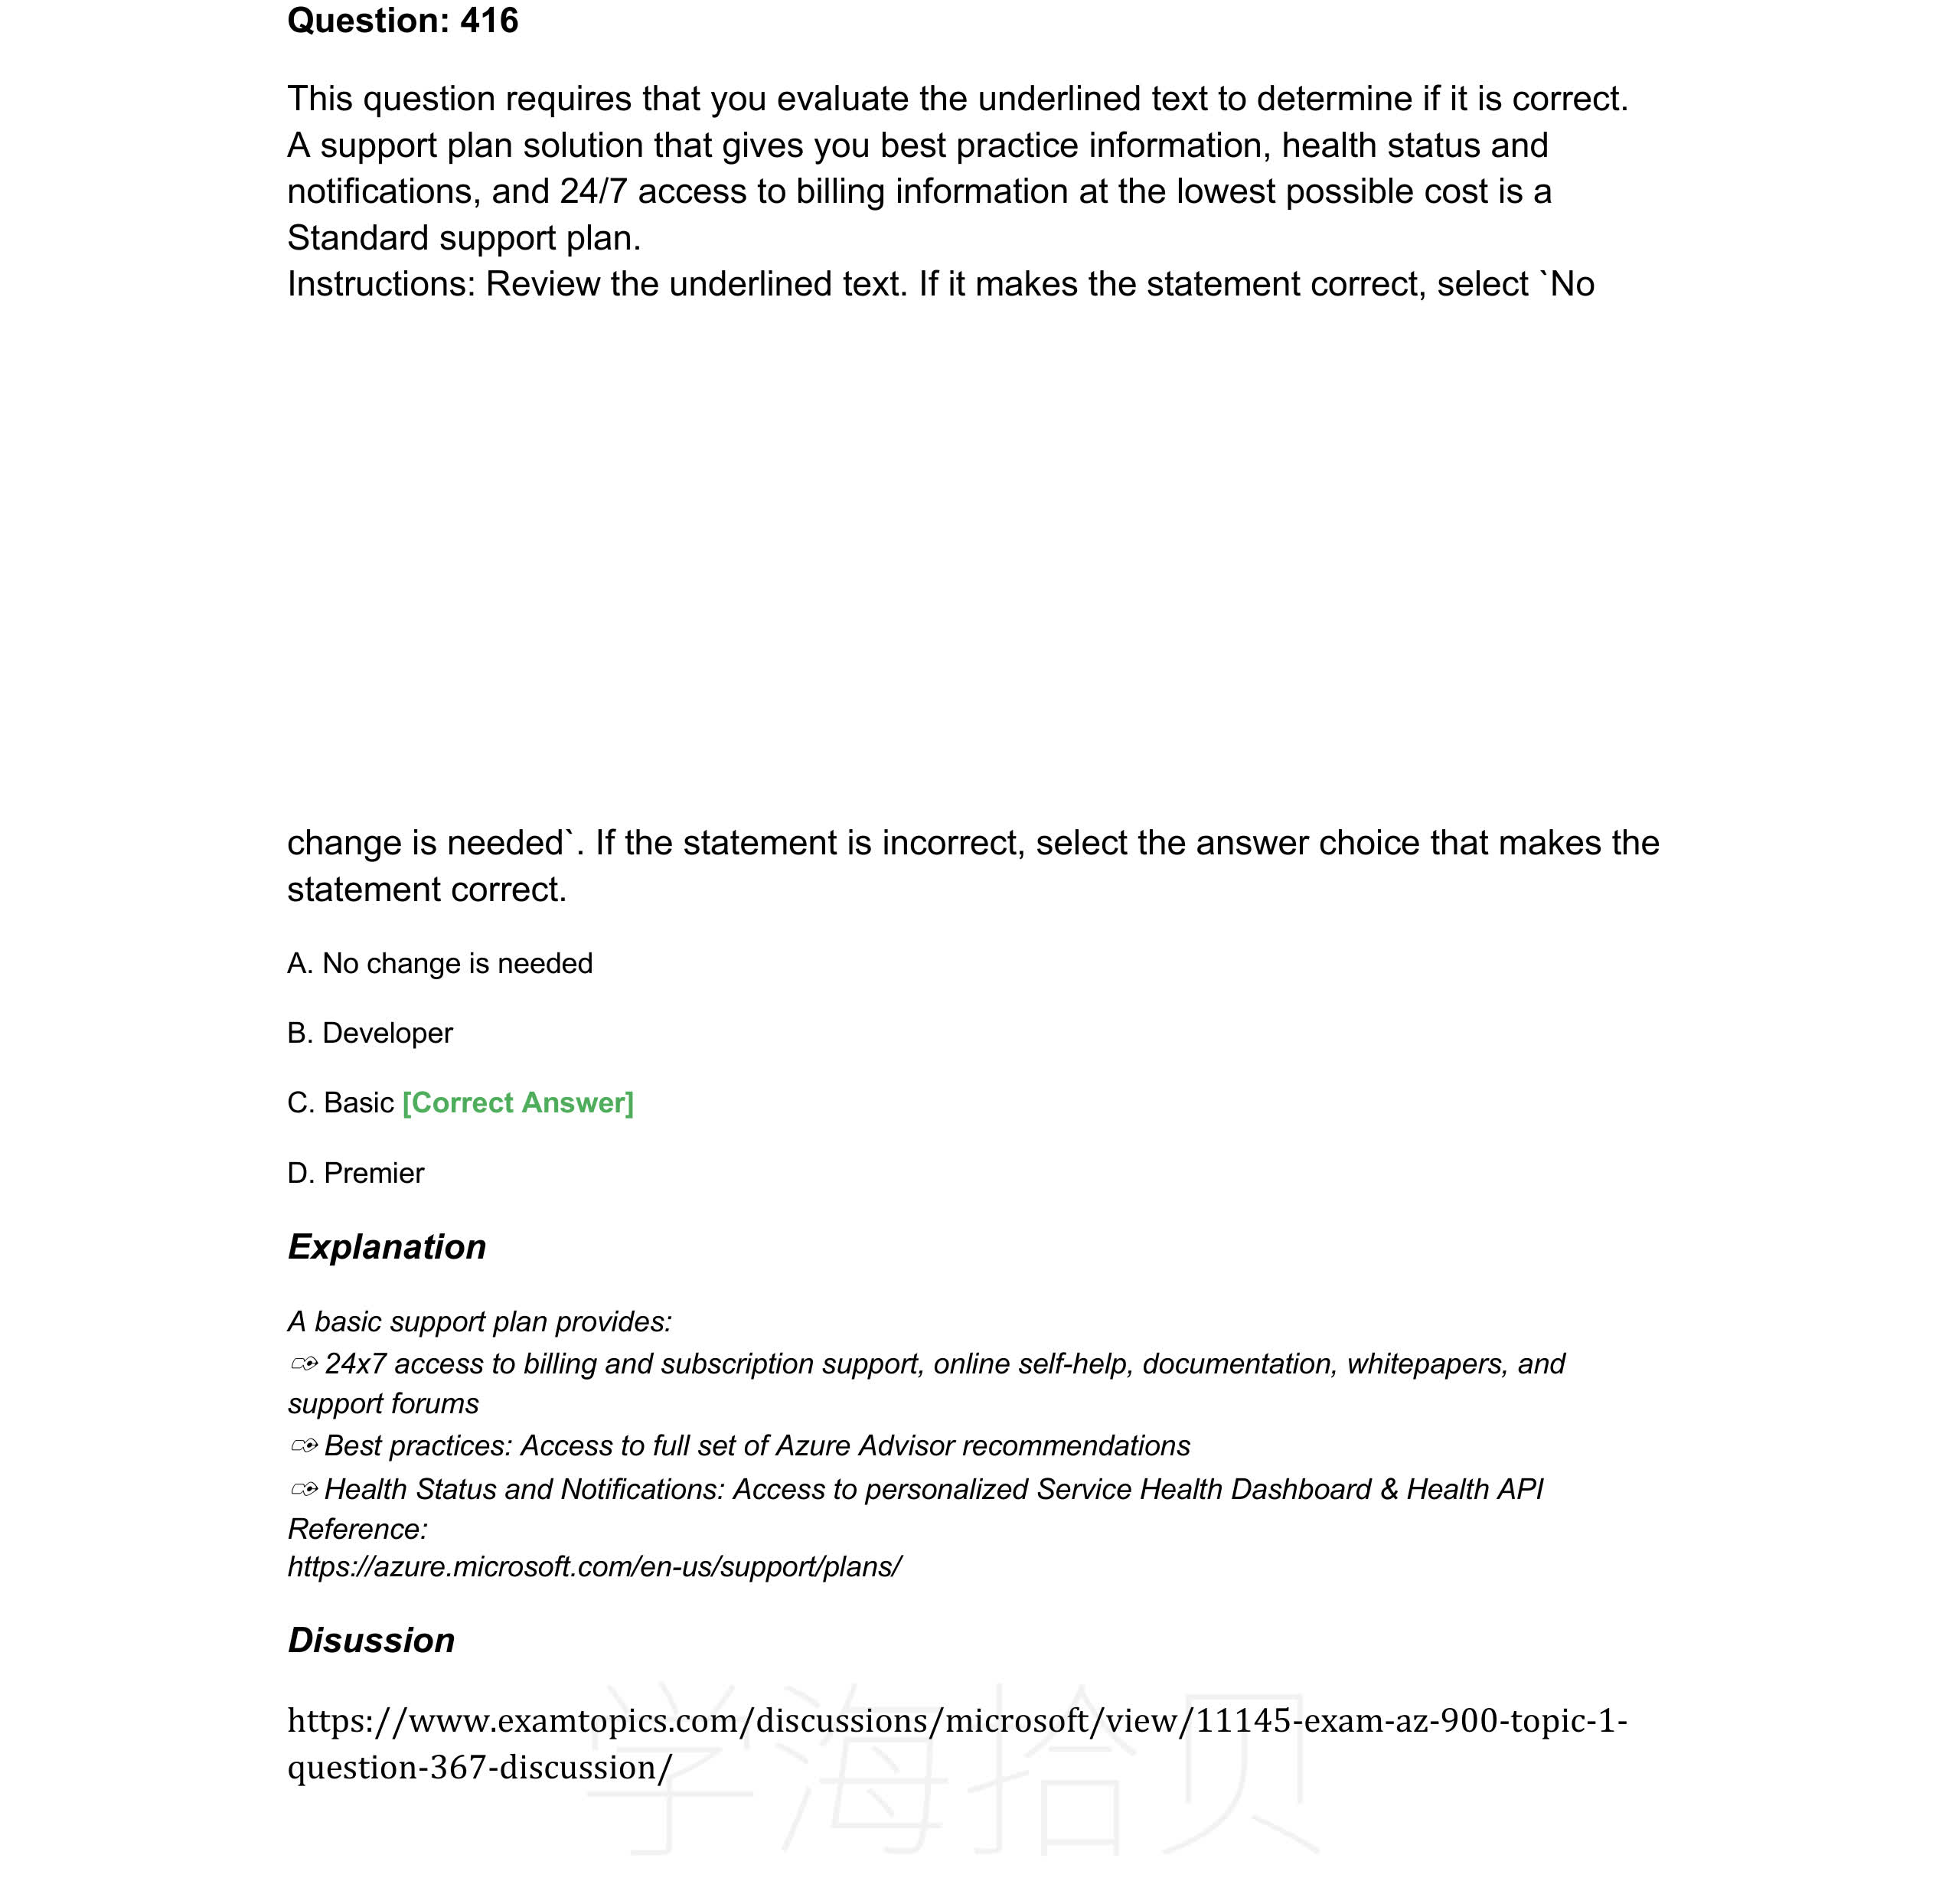 Question: 416
This question requires that you evaluate the underlined text to determine if it is correct.
A support plan solution that gives you best practice information, health status and
notifications, and 24/7 access to billing information at the lowest possible cost is a
Standard support plan.
Instructions: Review the underlined text. If it makes the statement correct, select `No
change is needed`. If the statement is incorrect, select the answer choice that makes the
statement correct.
A. No change is needed
B. Developer
C. Basic [Correct Answer]
D. Premier
Explanation
A basic support plan provides:
✑ 24x7 access to billing and subscription support, online self-help, documentation, whitepapers, and
support forums
✑ Best practices: Access to full set of Azure Advisor recommendations
✑ Health Status and Notifications: Access to personalized Service Health Dashboard & Health API
Reference:
https://azure.microsoft.com/en-us/support/plans/
Disussion
https://www.examtopics.com/discussions/microsoft/view/11145-exam-az-900-topic-1-
question-367-discussion/
学海拾贝